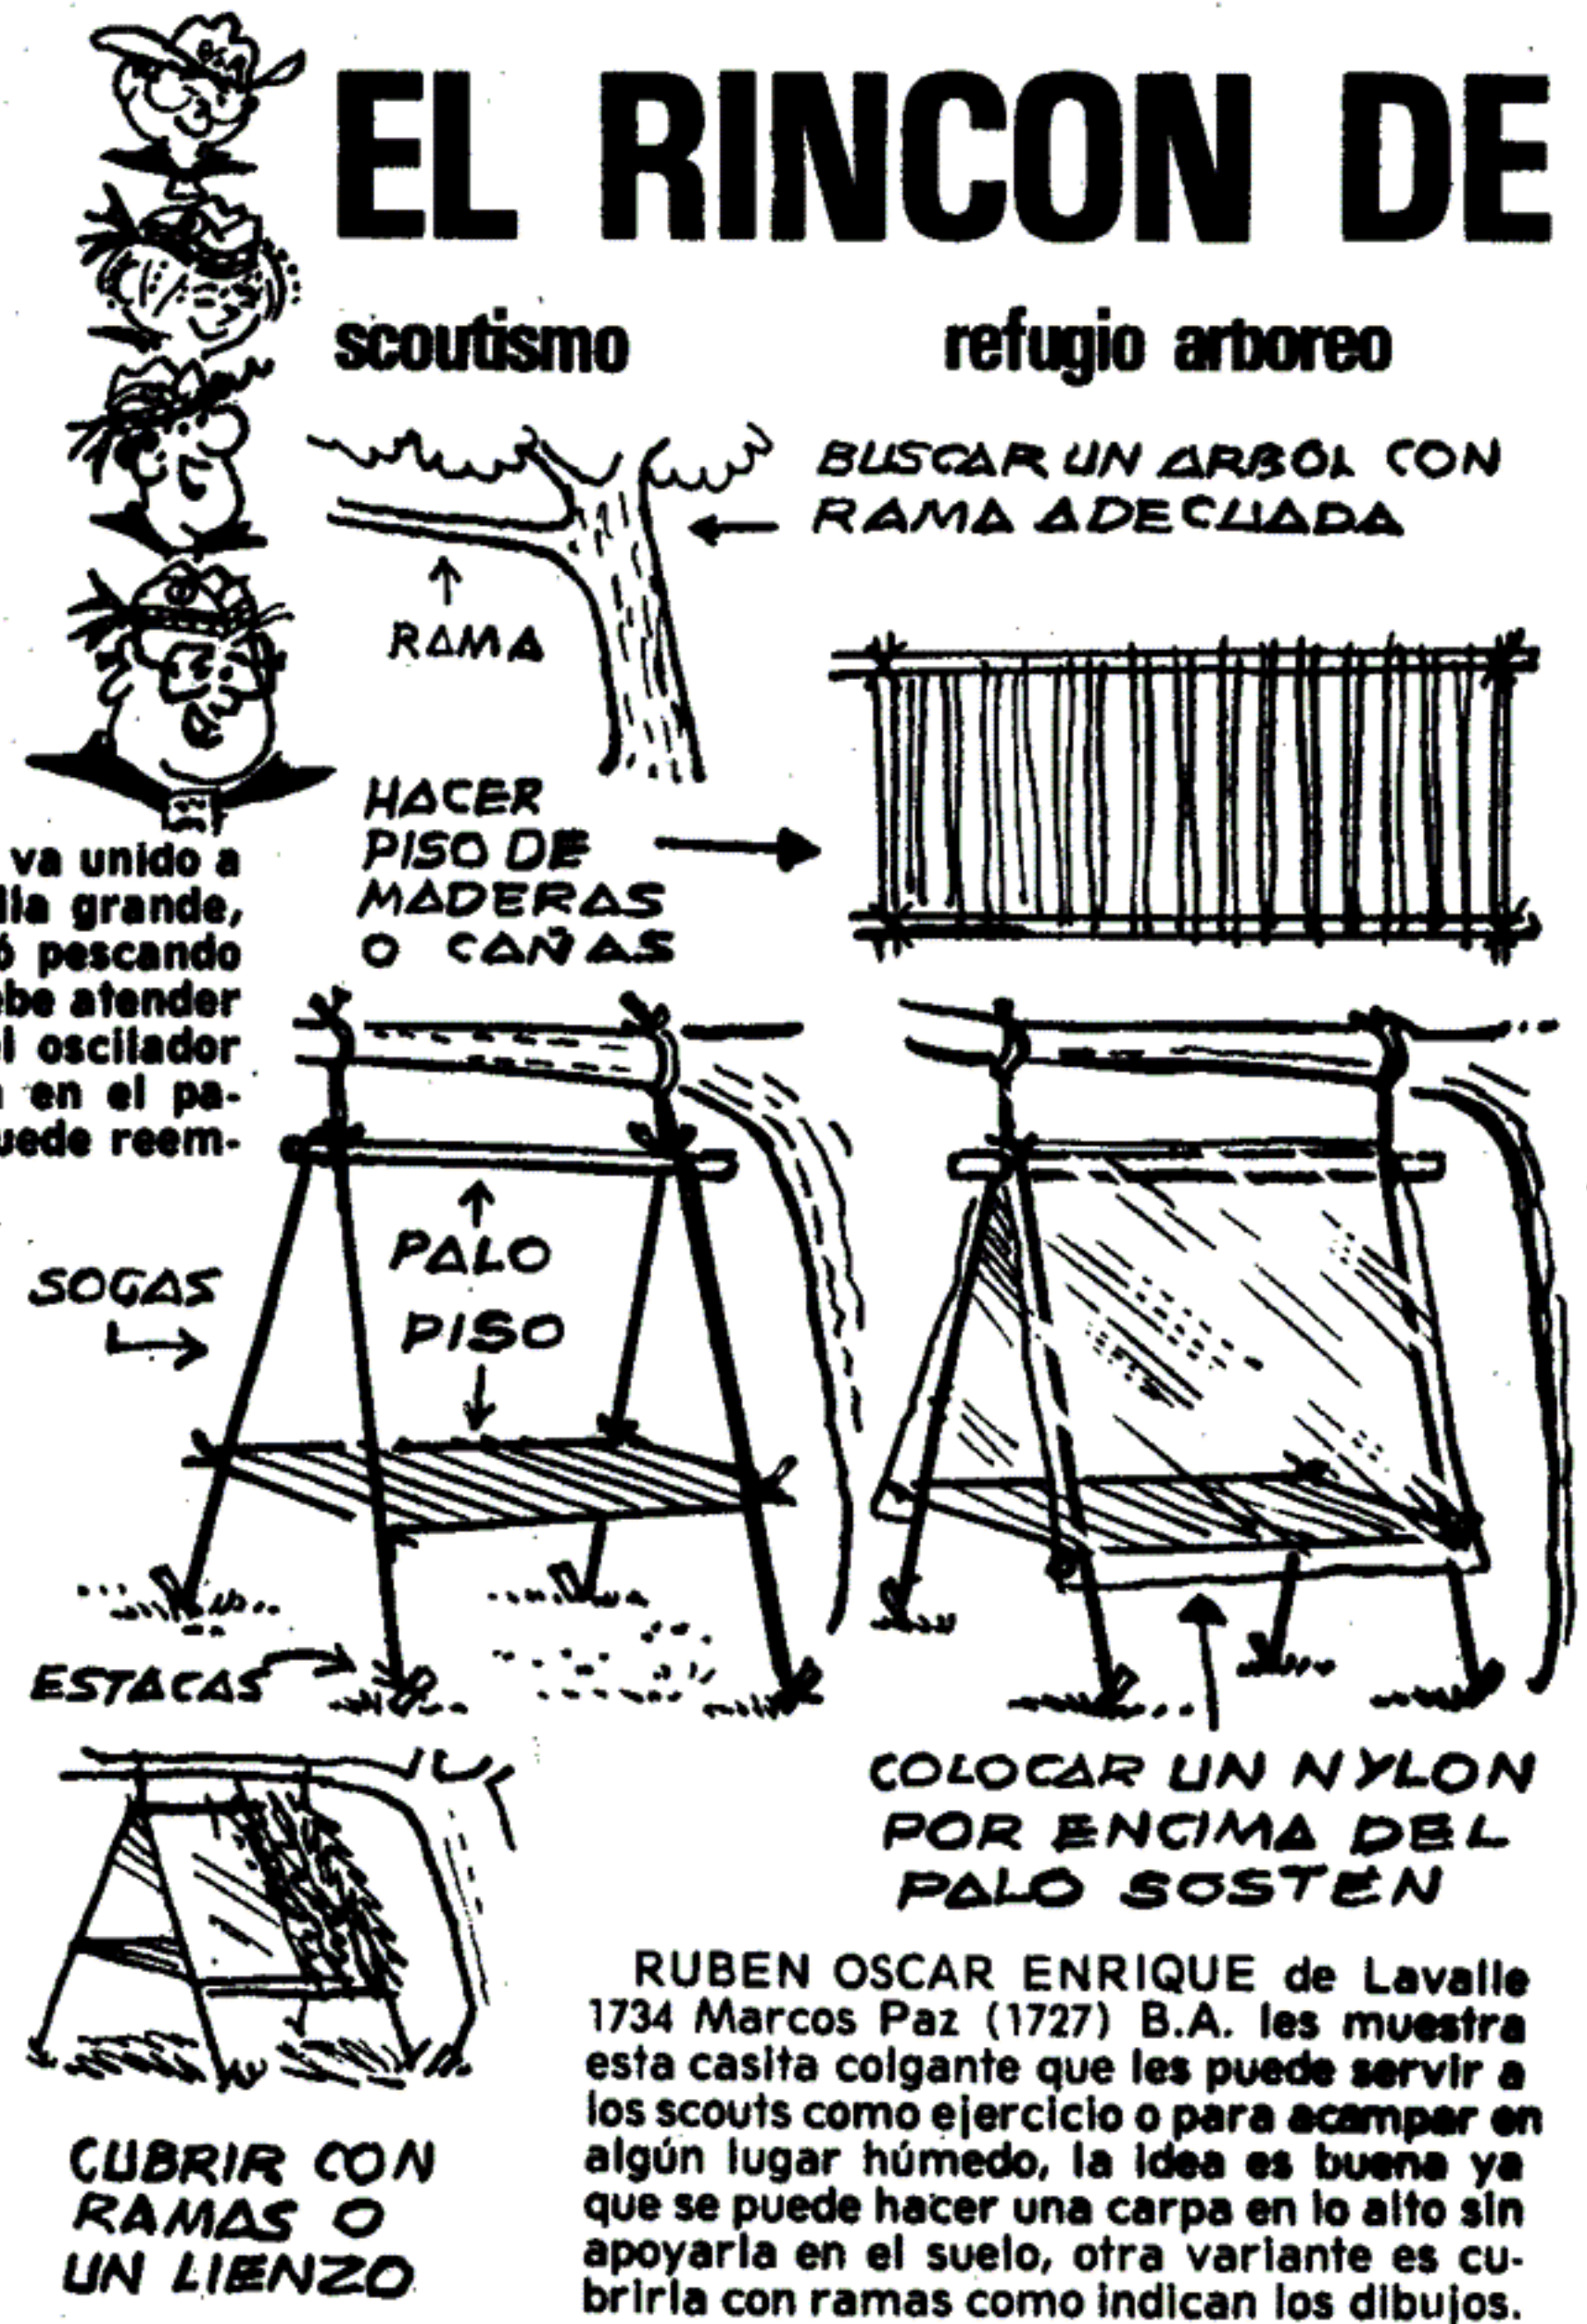 EL RINCON DE
scoutismo
refugio arboreo
BUSCAR UN ARBOL CON
RAMA ADECUADA
RAMA
HACER
PISO DE
MADERAS
O CAÑAS
va unido a
lla grande,
ó pescando
ebe atender
el oscilador
en el pa-
uede reem-
SOGAS
PALO
PISO
ESTACAS
COLOCAR UN NYLON
POR ENCIMA DEL
PALO SOSTEN
CUBRIR CON
RAMAS O
UN LIENZO
RUBEN OSCAR ENRIQUE de Lavalle
1734 Marcos Paz (1727) B.A. les muestra
esta casita colgante que les puede servir a
los scouts como ejercicio o para acampar en
algún lugar húmedo, la idea es buena ya
que se puede hacer una carpa en lo alto sin
apoyarla en el suelo, otra variante es cu-
brirla con ramas como indican los dibujos.